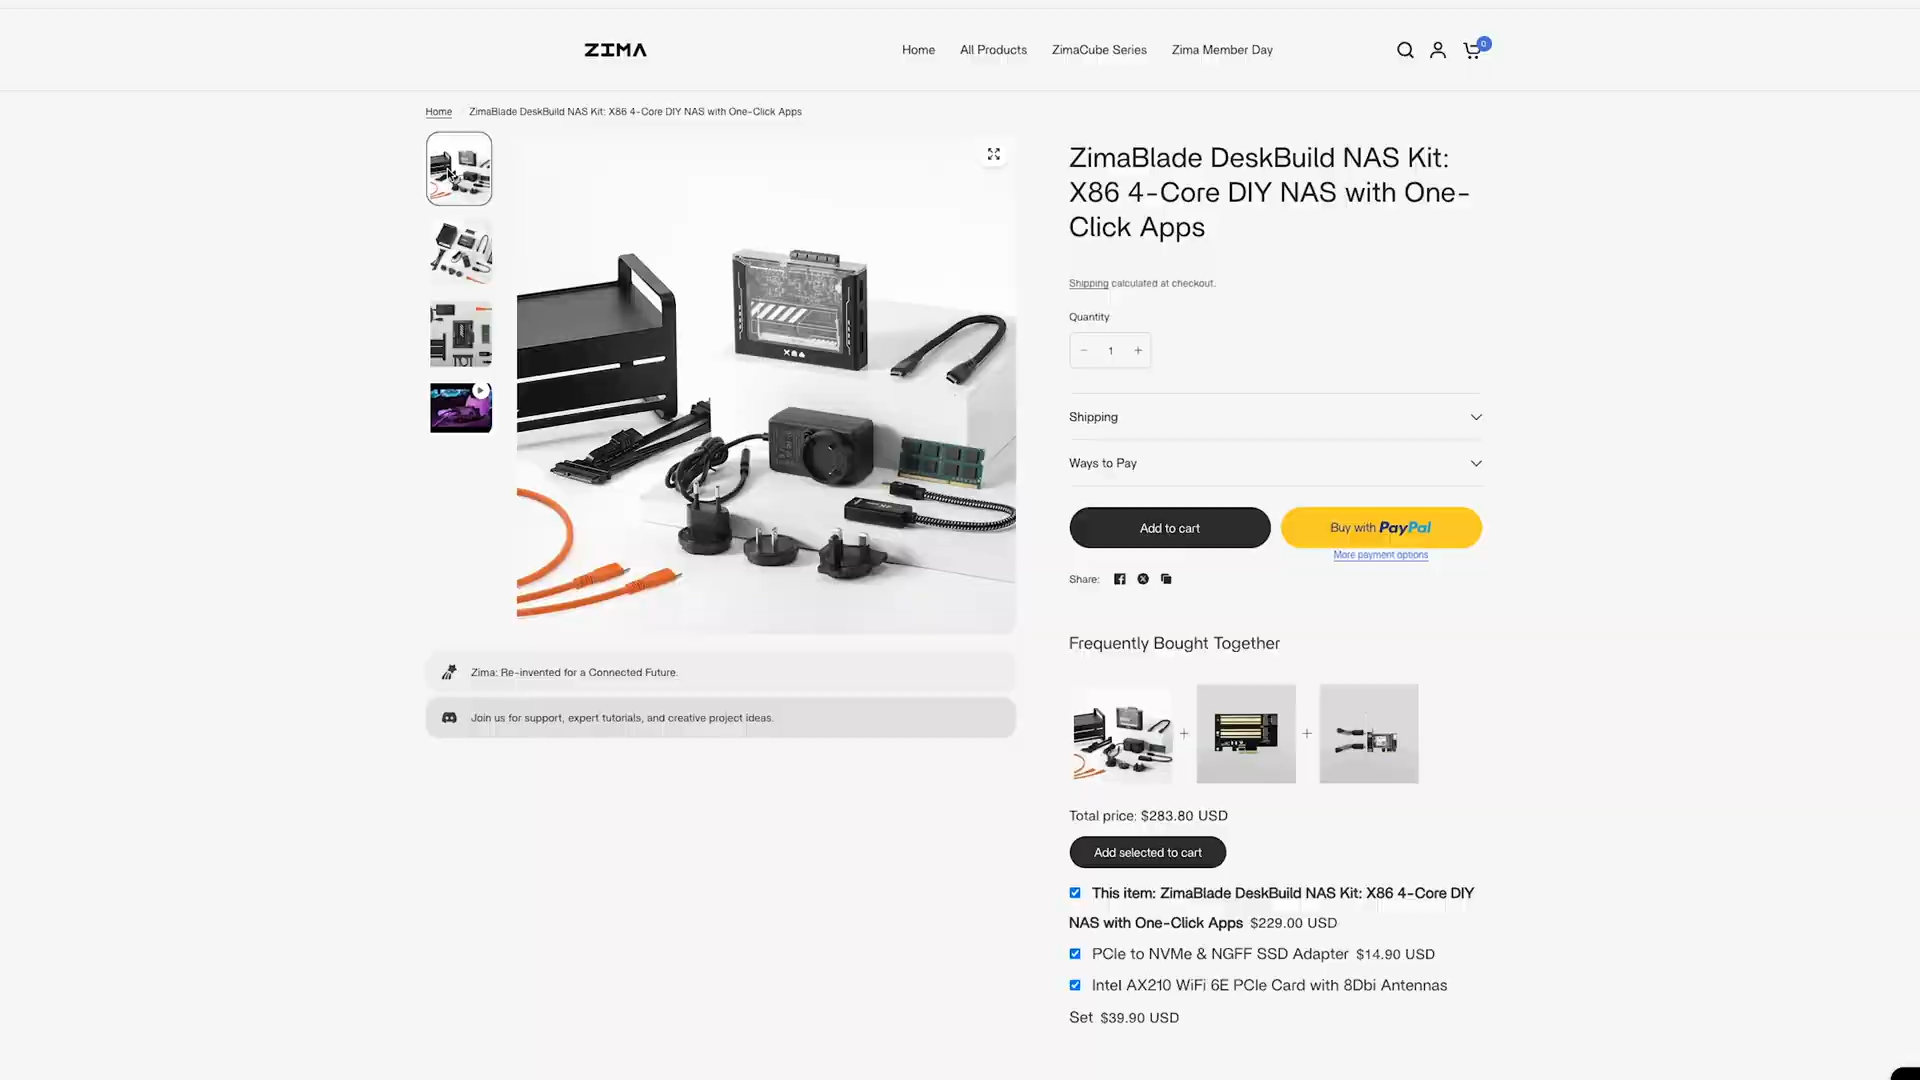 ZIMA
Home
All Products
ZimaCube Series
Zima Member Day
0
Home
ZimaBlade DeskBuild NAS Kit: X86 4-Core DIY NAS with One-Click Apps
ZimaBlade DeskBuild NAS Kit:
X86 4-Core DIY NAS with One-
Click Apps
Shipping calculated at checkout.
Quantity
− 1 +
Shipping
Ways to Pay
Add to cart
Buy with PayPal
More payment options
Share:
Zima: Re-invented for a Connected Future.
Join us for support, expert tutorials, and creative project ideas.
Frequently Bought Together
+ +
Total price: $283.80 USD
Add selected to cart
This item: ZimaBlade DeskBuild NAS Kit: X86 4-Core DIY
NAS with One-Click Apps $229.00 USD
PCIe to NVMe & NGFF SSD Adapter $14.90 USD
Intel AX210 WiFi 6E PCIe Card with 8Dbi Antennas
Set $39.90 USD